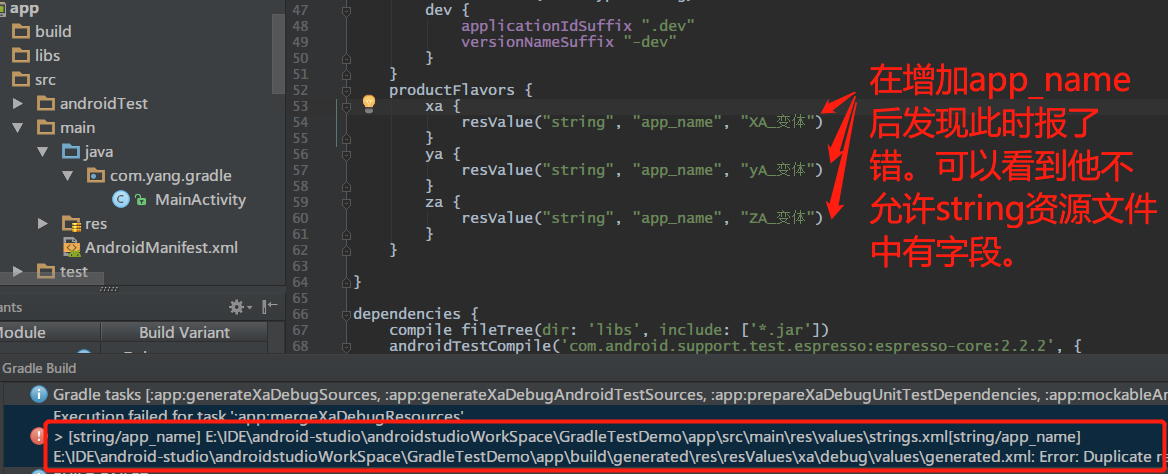 app
build
libs
src
androidTest
main
java
com.yang.gradle
MainActivity
res
AndroidManifest.xml
test
ants
Module
Build Variant
47 dev {
48 applicationIdSuffix ".dev"
49 versionNameSuffix "-dev"
50 }
51 }
52 productFlavors {
53 xa {
54 resValue("string", "app_name", "XA_变体")
55 }
56 ya {
57 resValue("string", "app_name", "yA_变体")
58 }
59 za {
60 resValue("string", "app_name", "ZA_变体")
61 }
62 }
63
64 }
65
66 dependencies {
67 compile fileTree(dir: 'libs', include: ['*.jar'])
68 androidTestCompile('com.android.support.test.espresso:espresso-core:2.2.2', {
在增加app_name
后发现此时报了
错。可以看到他不
允许string资源文件
中有字段。
Gradle Build
Gradle tasks [:app:generateXaDebugSources, :app:generateXaDebugAndroidTestSources, :app:prepareXaDebugUnitTestDependencies, :app:mockableAn
Execution failed for task ':app:mergeXaDebugResources'.
> [string/app_name] E:\IDE\android-studio\androidstudioWorkSpace\GradleTestDemo\app\src\main\res\values\strings.xml[string/app_name]
E:\IDE\android-studio\androidstudioWorkSpace\GradleTestDemo\app\build\generated\res\resValues\xa\debug\values\generated.xml: Error: Duplicate re